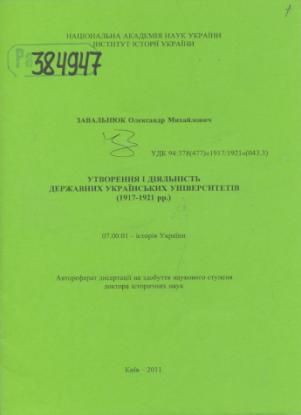 НАЦІОНАЛЬНА АКАДЕМІЯ НАУК УКРАЇНИ
ІНСТИТУТ ІСТОРІЇ УКРАЇНИ
384947
ЗАВАЛЬНЮК Олександр Михайлович
УДК 94:378(477)«1917/1921»(043.3)
УТВОРЕННЯ І ДІЯЛЬНІСТЬ
ДЕРЖАВНИХ УКРАЇНСЬКИХ УНІВЕРСИТЕТІВ
(1917-1921 рр.)
07.00.01 – історія України
Автореферат дисертації на здобуття наукового ступеня
доктора історичних наук
Київ – 2011